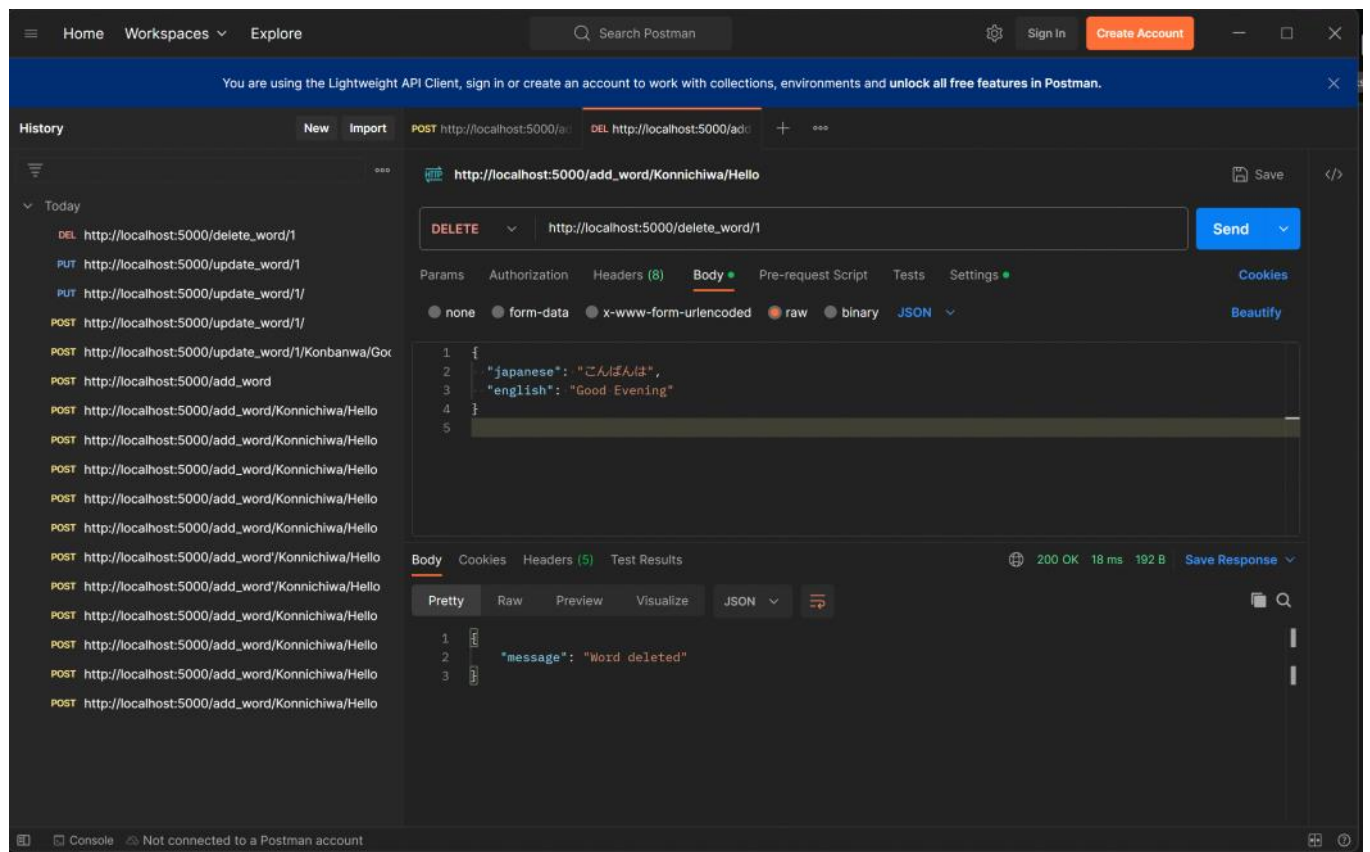 Home Workspaces Explore Search Postman Sign In Create Account
You are using the Lightweight API Client, sign in or create an account to work with collections, environments and unlock all free features in Postman.
History New Import
POST http://localhost:5000/ad DEL http://localhost:5000/add
HTTP http://localhost:5000/add_word/Konnichiwa/Hello Save </>
Today
DEL http://localhost:5000/delete_word/1
PUT http://localhost:5000/update_word/1
PUT http://localhost:5000/update_word/1/
POST http://localhost:5000/update_word/1/
POST http://localhost:5000/update_word/1/Konbanwa/Goo
POST http://localhost:5000/add_word
POST http://localhost:5000/add_word/Konnichiwa/Hello
POST http://localhost:5000/add_word/Konnichiwa/Hello
POST http://localhost:5000/add_word/Konnichiwa/Hello
POST http://localhost:5000/add_word/Konnichiwa/Hello
POST http://localhost:5000/add_word/Konnichiwa/Hello
POST http://localhost:5000/add_word'/Konnichiwa/Hello
POST http://localhost:5000/add_word'/Konnichiwa/Hello
POST http://localhost:5000/add_word/Konnichiwa/Hello
POST http://localhost:5000/add_word/Konnichiwa/Hello
POST http://localhost:5000/add_word/Konnichiwa/Hello
POST http://localhost:5000/add_word/Konnichiwa/Hello
DELETE http://localhost:5000/delete_word/1 Send
Params Authorization Headers (8) Body Pre-request Script Tests Settings Cookies
none form-data x-www-form-urlencoded raw binary JSON Beautify
1 {
2 "japanese": "こんばんは",
3 "english": "Good Evening"
4 }
5
Body Cookies Headers (5) Test Results 200 OK 18 ms 192 B Save Response
Pretty Raw Preview Visualize JSON
1 {
2 "message": "Word deleted"
3 }
Console Not connected to a Postman account